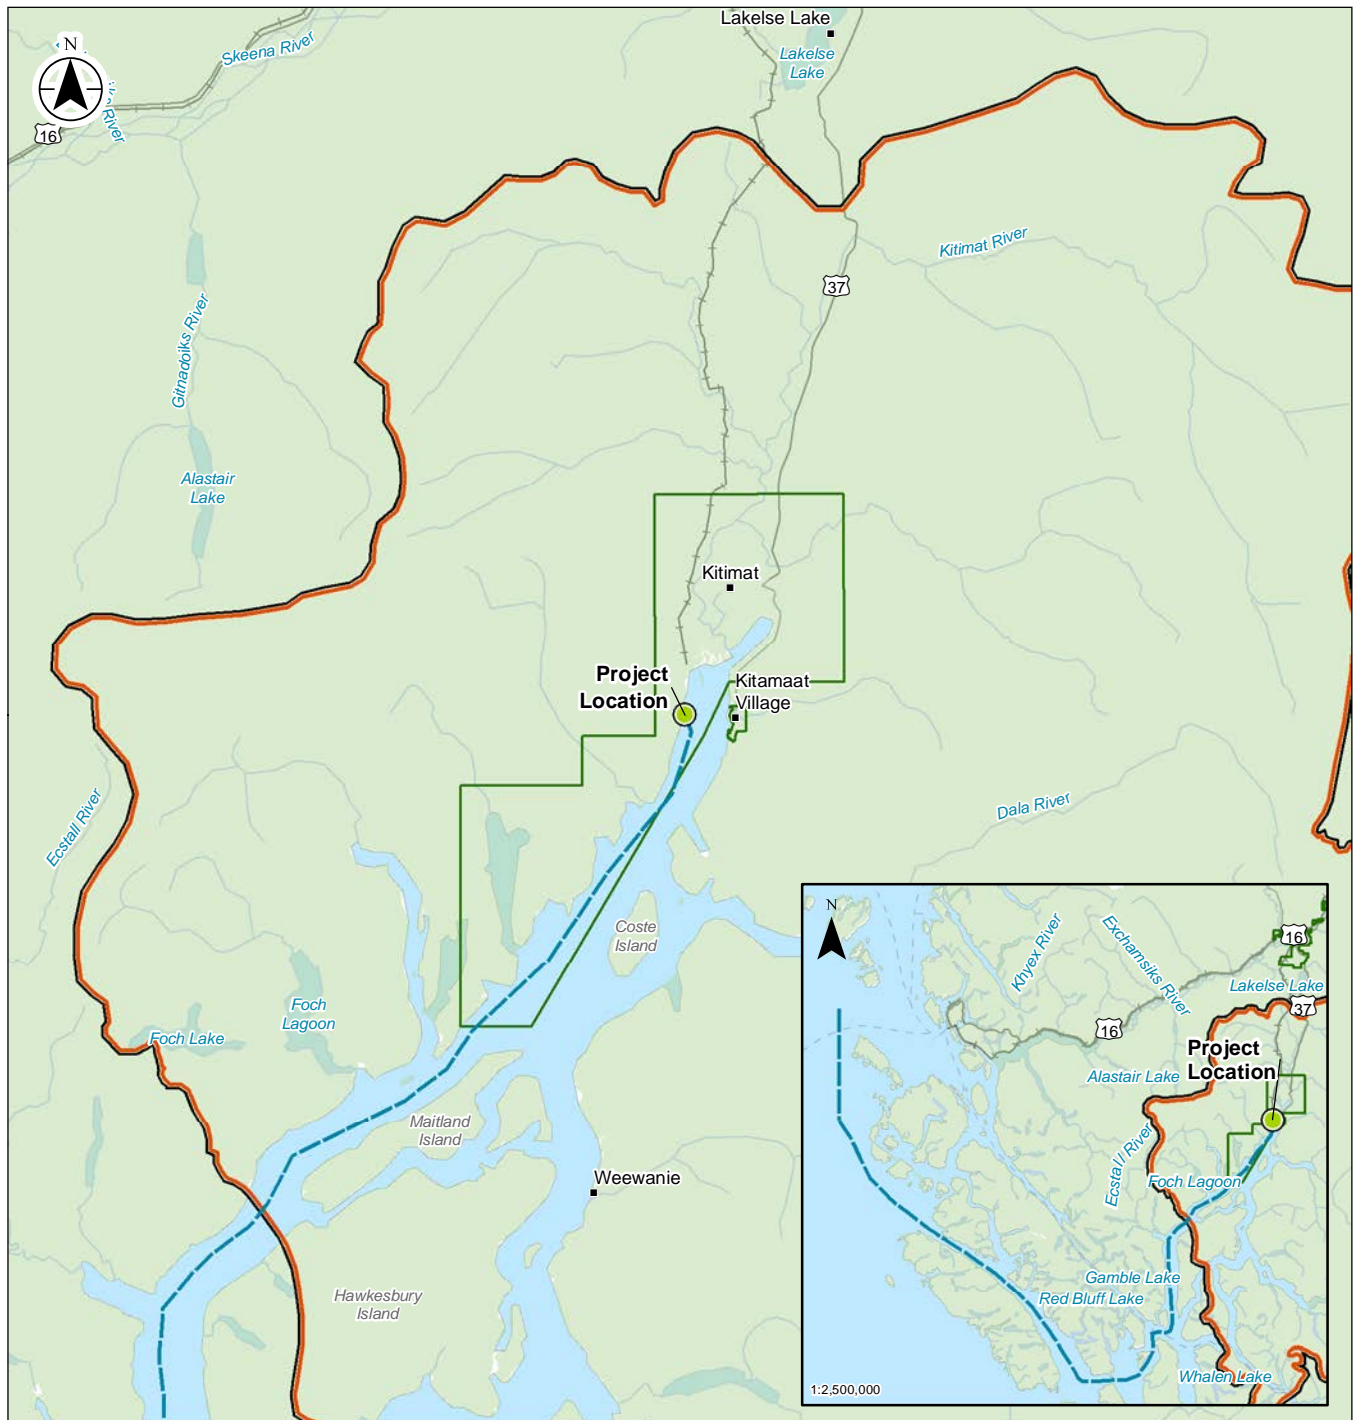 Lakelse Lake
Skeena River
N
Lakelse
Lake
River
16
Kitimat River
37
Gitnadoiks River
Alastair
Lake
Kitimat
Project
Location
Kitamaat
Village
Dala River
Ecstall River
Coste
Island
Foch
Lagoon
Foch Lake
Maitland
Island
Weewanie
Hawkesbury
Island
N
Khyex River
Exchamsiks River
16
Lakelse Lake
37
16
Project
Location
Alastair Lake
Ecstall River
Foch Lagoon
Gamble Lake
Red Bluff Lake
Whalen Lake
1:2,500,000